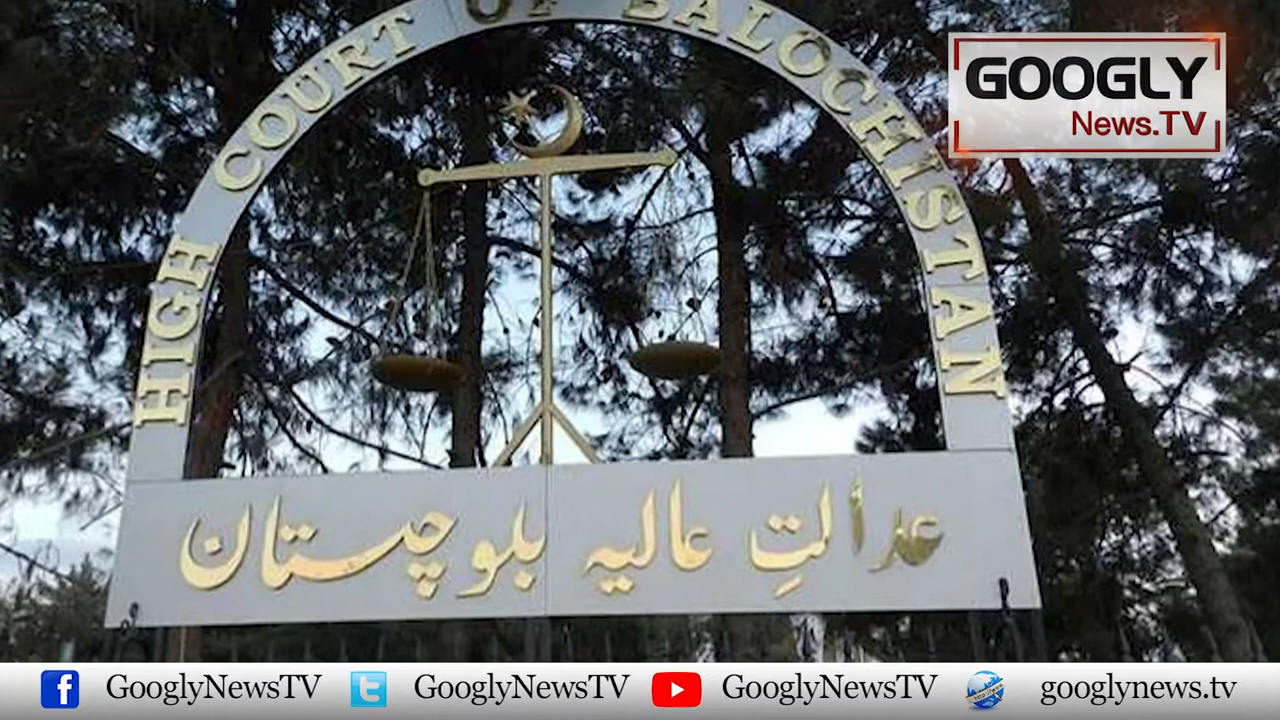 HIGH COURT OF BALOCHISTAN
GOOGLY
News.TV
عدالتِ عالیہ بلوچستان
GooglyNewsTV GooglyNewsTV GooglyNewsTV googlynews.tv